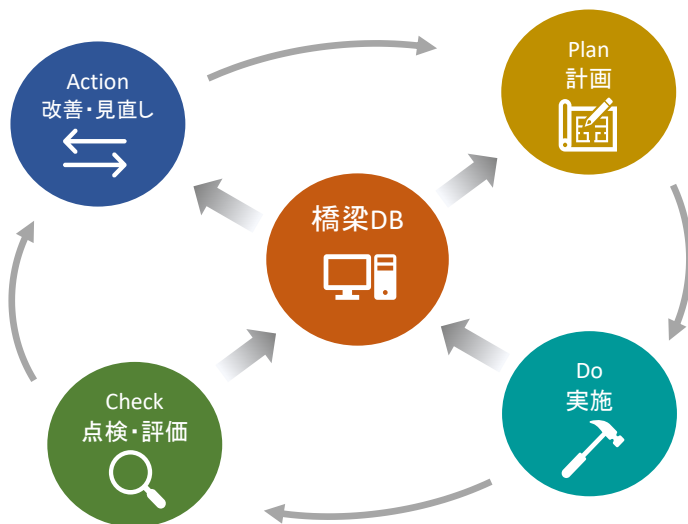 Action
改善・見直し
Plan
計画
橋梁DB
Check
点検・評価
Do
実施